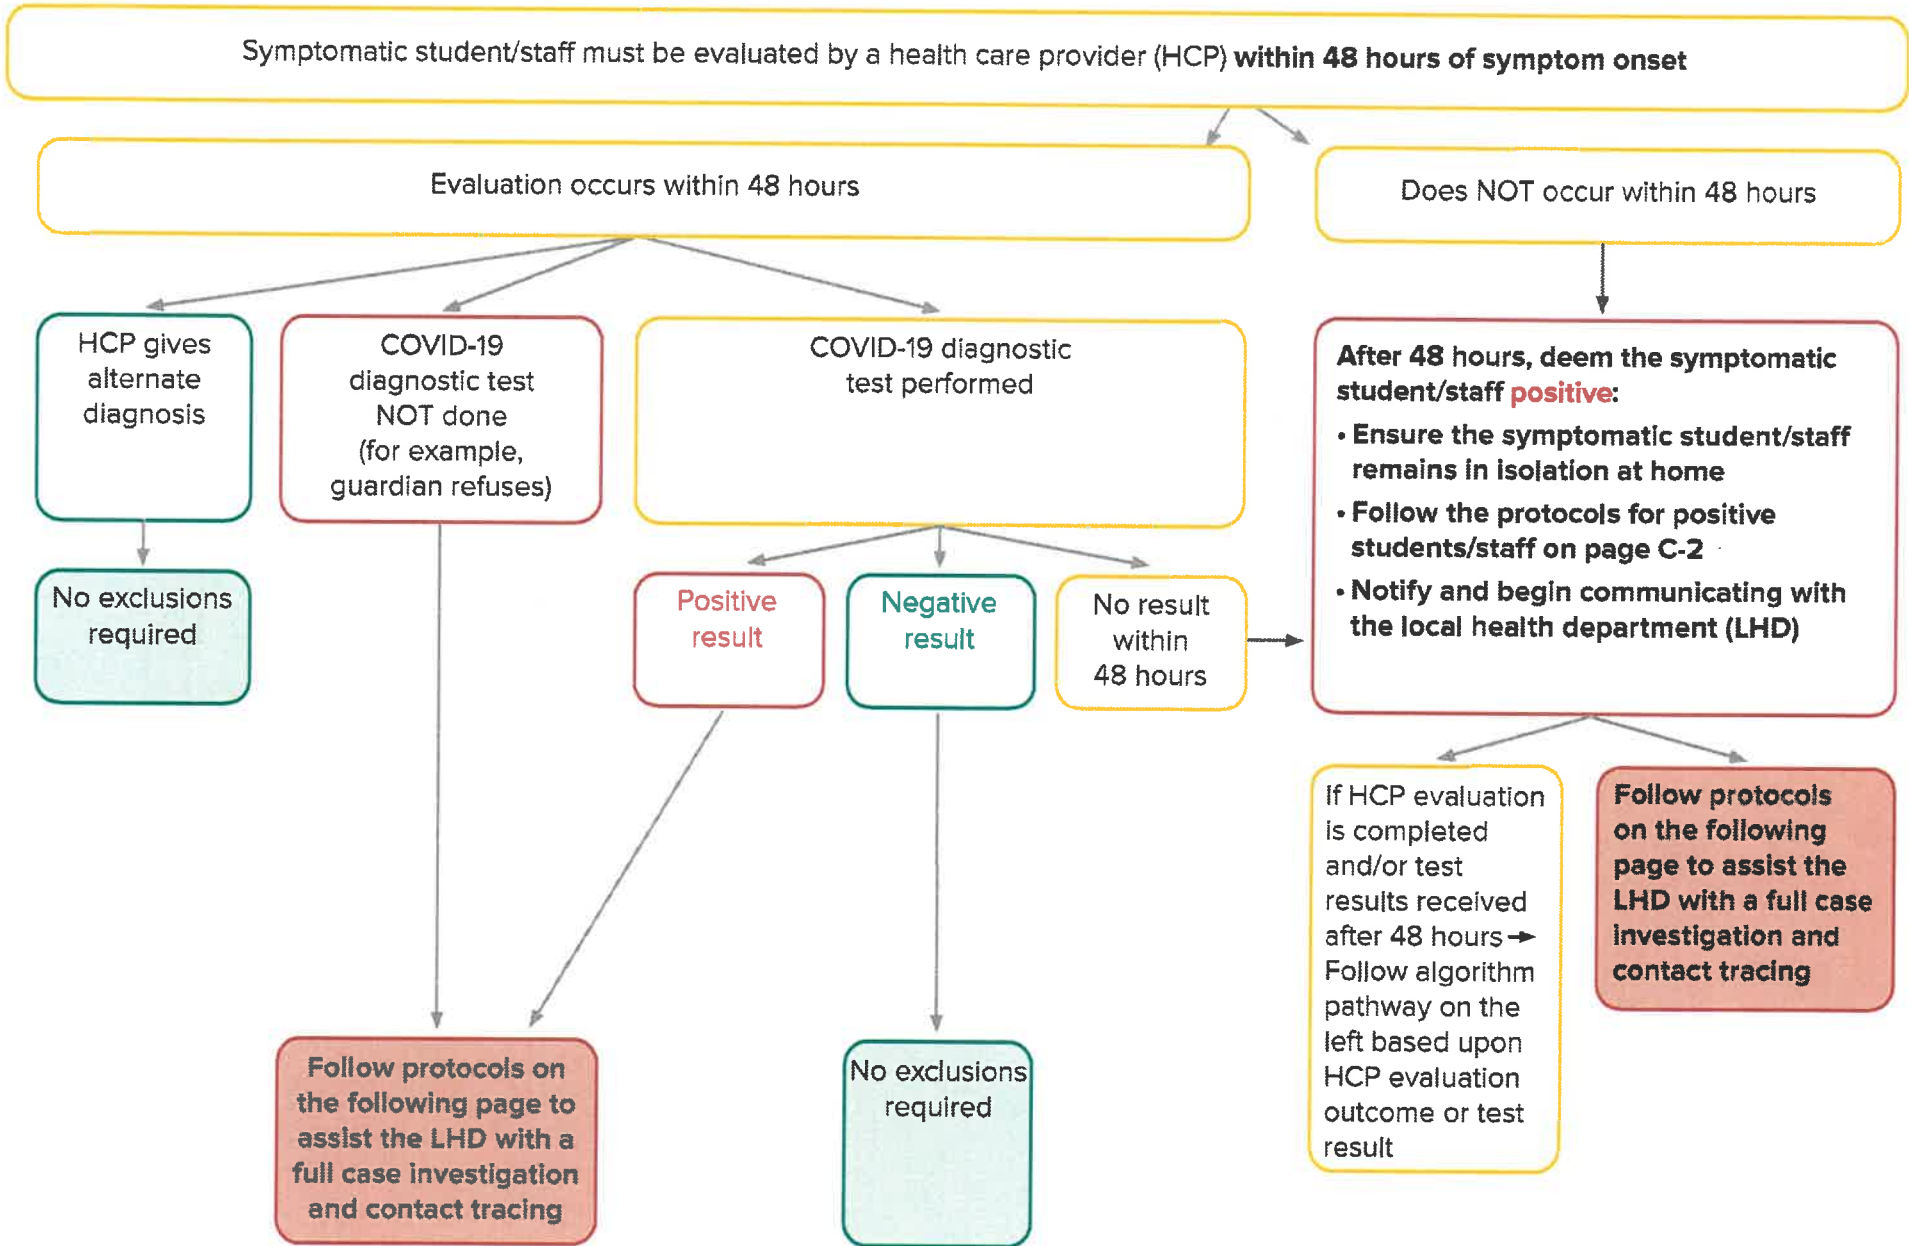 Symptomatic student/staff must be evaluated by a health care provider (HCP) within 48 hours of symptom onset
Evaluation occurs within 48 hours
Does NOT occur within 48 hours
HCP gives
alternate
diagnosis
COVID-19
diagnostic test
NOT done
(for example,
guardian refuses)
COVID-19 diagnostic
test performed
After 48 hours, deem the symptomatic
student/staff positive:
• Ensure the symptomatic student/staff
remains in isolation at home
• Follow the protocols for positive
students/staff on page C-2
• Notify and begin communicating with
the local health department (LHD)
No exclusions
required
Positive
result
Negative
result
No result
within
48 hours
If HCP evaluation
is completed
and/or test
results received
after 48 hours →
Follow algorithm
pathway on the
left based upon
HCP evaluation
outcome or test
result
Follow protocols
on the following
page to assist the
LHD with a full case
investigation and
contact tracing
Follow protocols on
the following page to
assist the LHD with a
full case investigation
and contact tracing
No exclusions
required